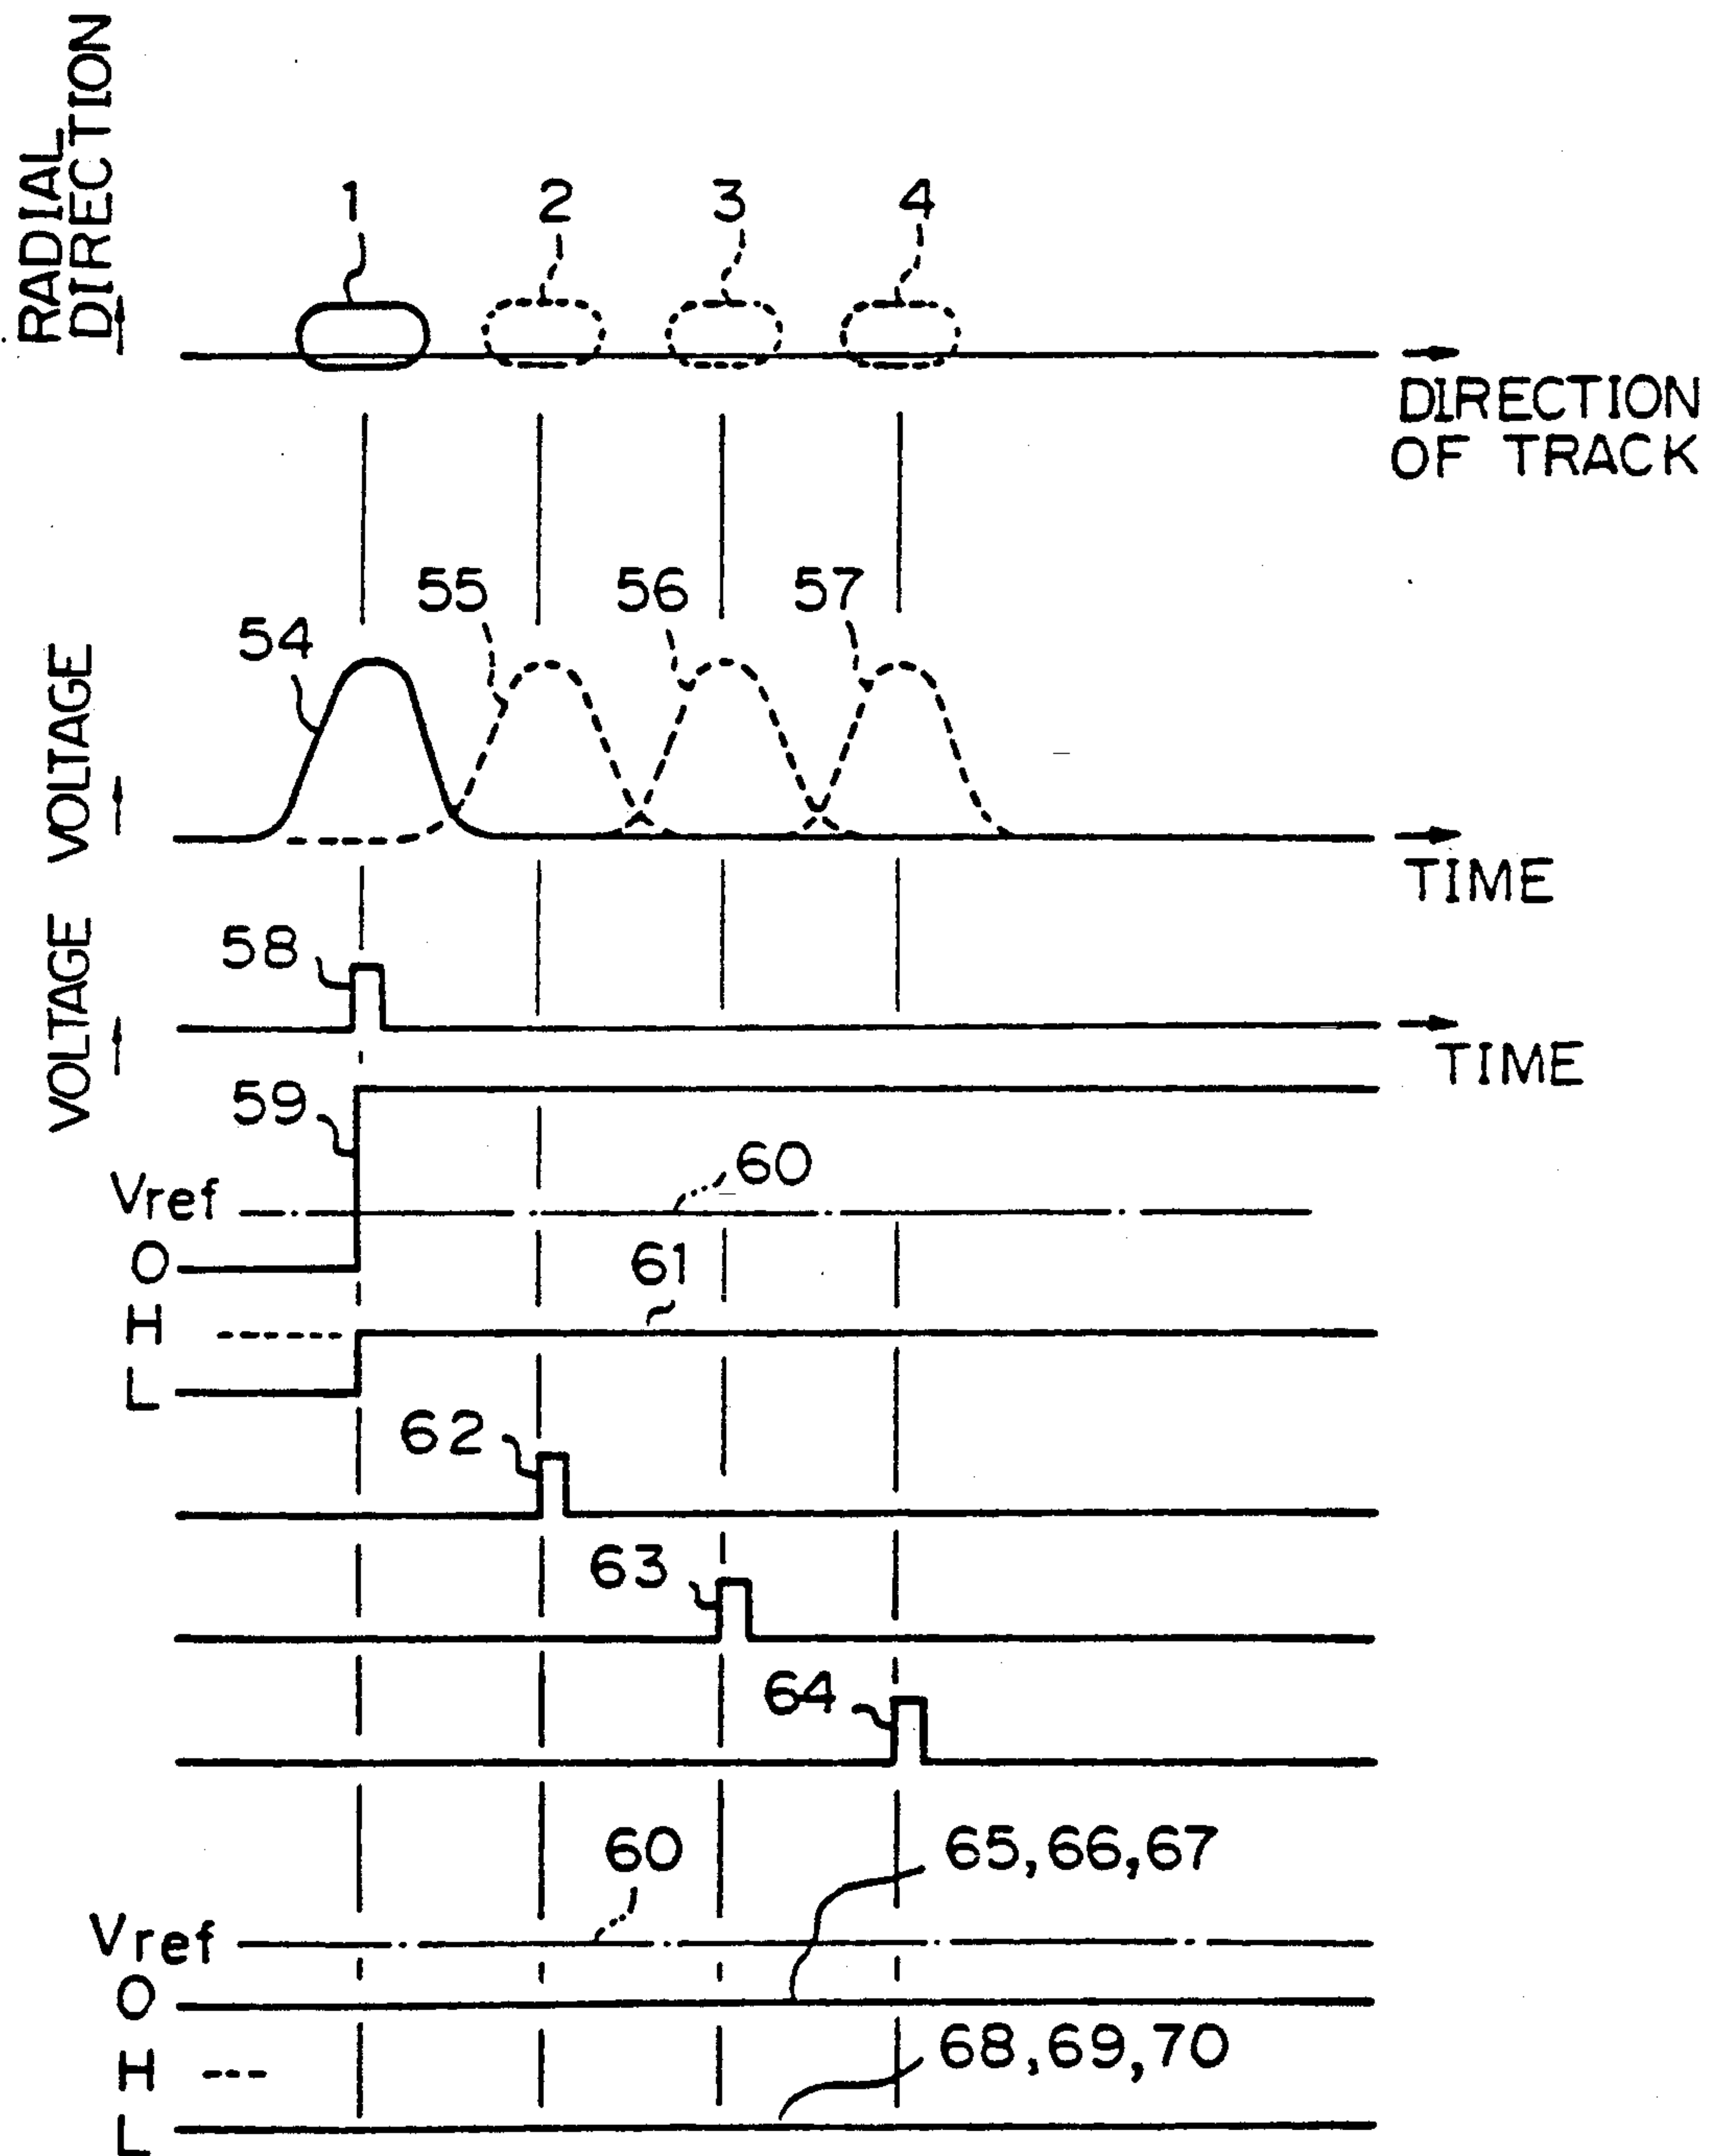 RADIAL
DIRECTION
1 2 3 4
DIRECTION
OF TRACK
54 55 56 57
VOLTAGE
TIME
58
VOLTAGE
TIME
59
Vref
60
O
61
H
L
62
63
64
65,66,67
60
Vref
O
68,69,70
H
L